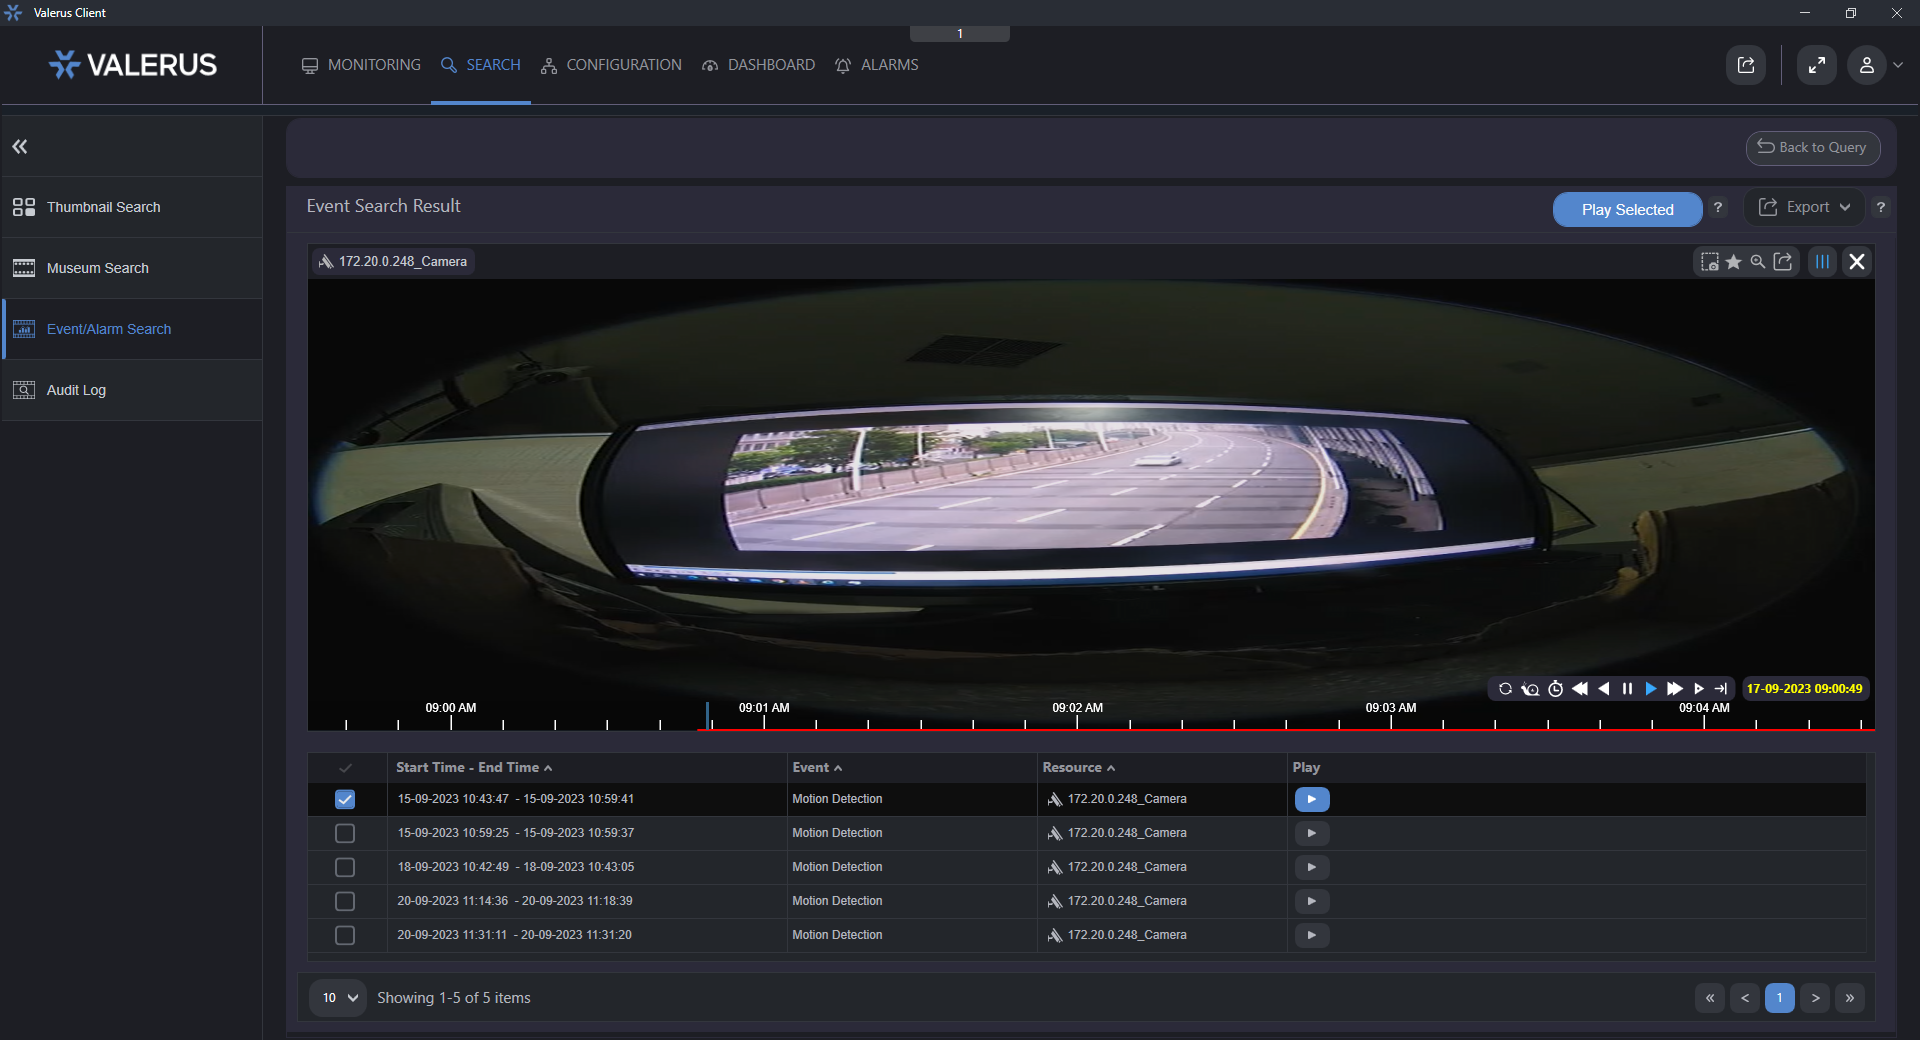 Valerus Client
1
VALERUS
MONITORING
SEARCH
CONFIGURATION
DASHBOARD
ALARMS
Back to Query
Thumbnail Search
Museum Search
Event/Alarm Search
Audit Log
Event Search Result
Play Selected
?
Export
?
172.20.0.248_Camera
17-09-2023 09:00:49
09:00 AM
09:01 AM
09:02 AM
09:03 AM
09:04 AM
Start Time - End Time
Event
Resource
Play
15-09-2023 10:43:47 - 15-09-2023 10:59:41
Motion Detection
172.20.0.248_Camera
15-09-2023 10:59:25 - 15-09-2023 10:59:37
Motion Detection
172.20.0.248_Camera
18-09-2023 10:42:49 - 18-09-2023 10:43:05
Motion Detection
172.20.0.248_Camera
20-09-2023 11:14:36 - 20-09-2023 11:18:39
Motion Detection
172.20.0.248_Camera
20-09-2023 11:31:11 - 20-09-2023 11:31:20
Motion Detection
172.20.0.248_Camera
10
Showing 1-5 of 5 items
«
<
1
>
»